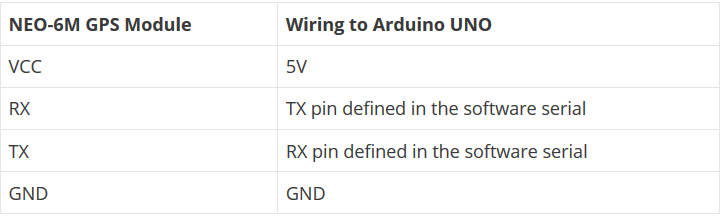 NEO-6M GPS Module Wiring to Arduino UNO
VCC 5V
RX TX pin defined in the software serial
TX RX pin defined in the software serial
GND GND